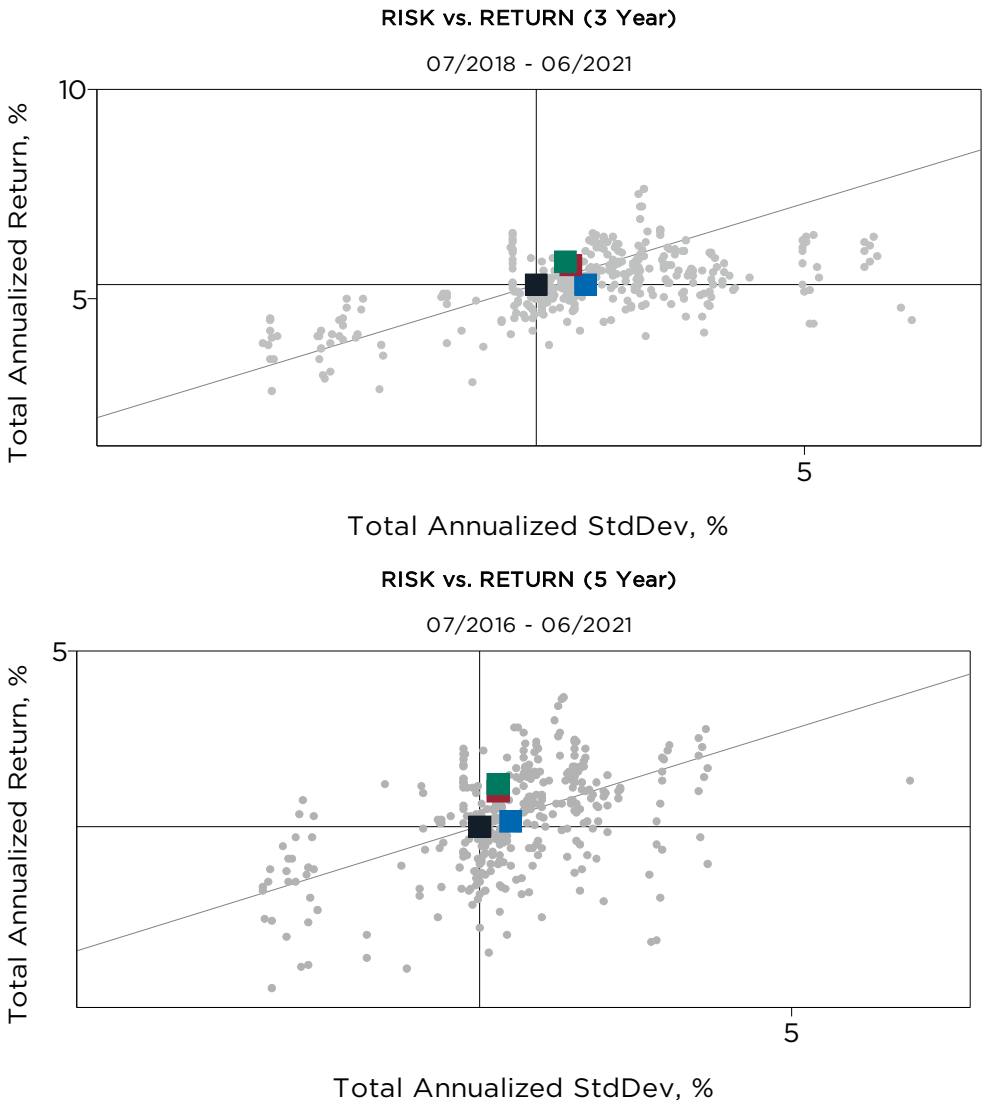 RISK vs. RETURN (3 Year)
07/2018 - 06/2021
10
Total Annualized Return, %
5
5
Total Annualized StdDev, %
RISK vs. RETURN (5 Year)
07/2016 - 06/2021
5
Total Annualized Return, %
5
Total Annualized StdDev, %